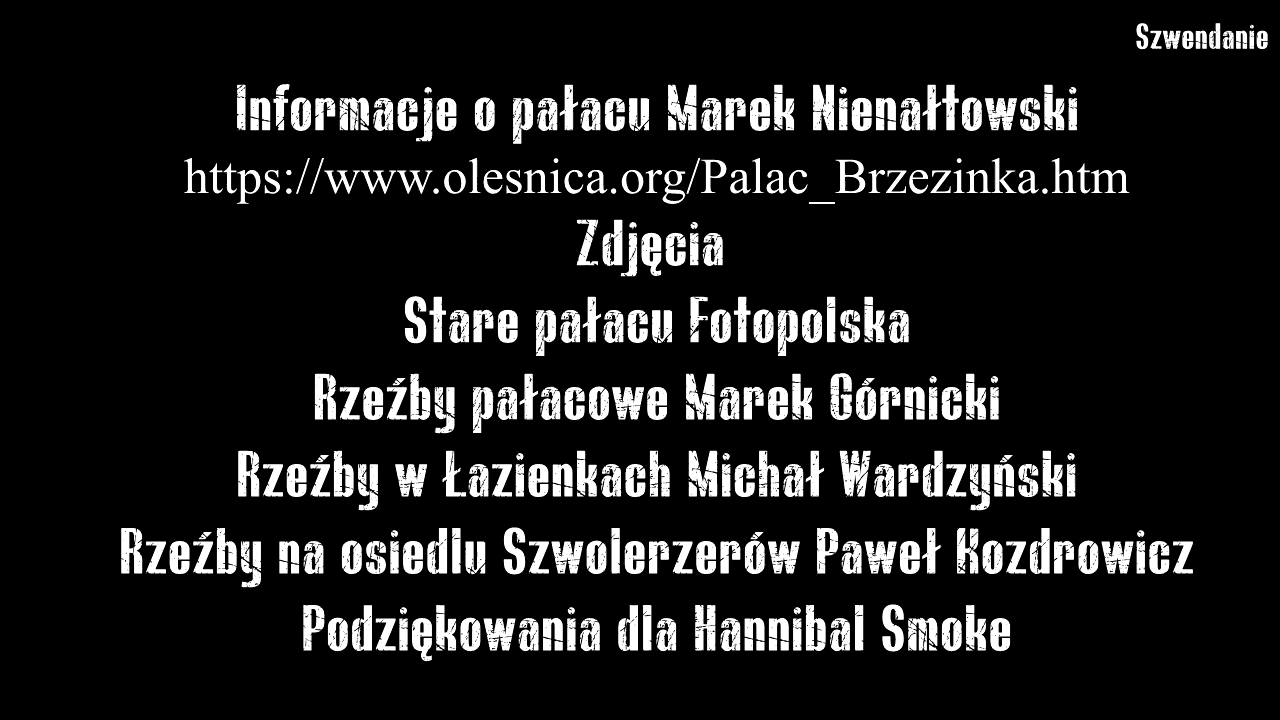 Szwendanie
Informacje o pałacu Marek Nienałtowski
https://www.olesnica.org/Palac_Brzezinka.htm
Zdjęcia
Stare pałacu Fotopolska
Rzeźby pałacowe Marek Górnicki
Rzeźby w Łazienkach Michał Wardzyński
Rzeźby na osiedlu Szwolerzerów Paweł Kozdrowicz
Podziękowania dla Hannibal Smoke